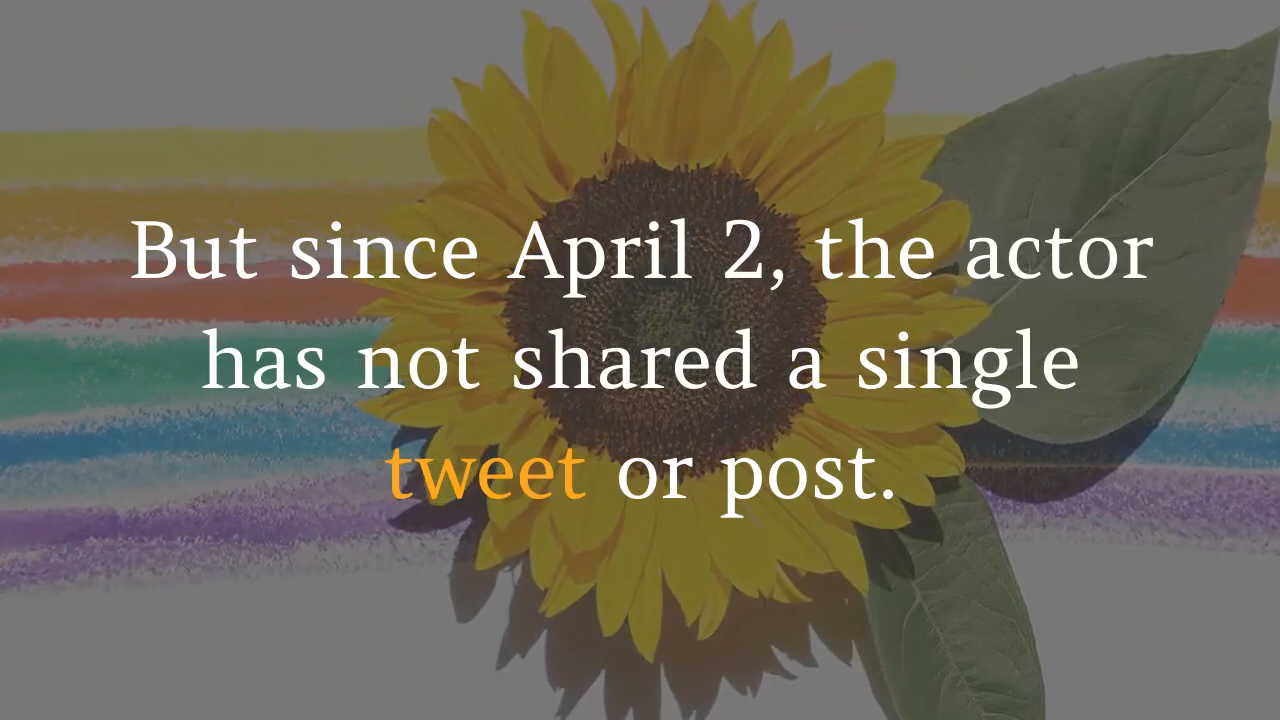 But since April 2, the actor
has not shared a single
tweet or post.